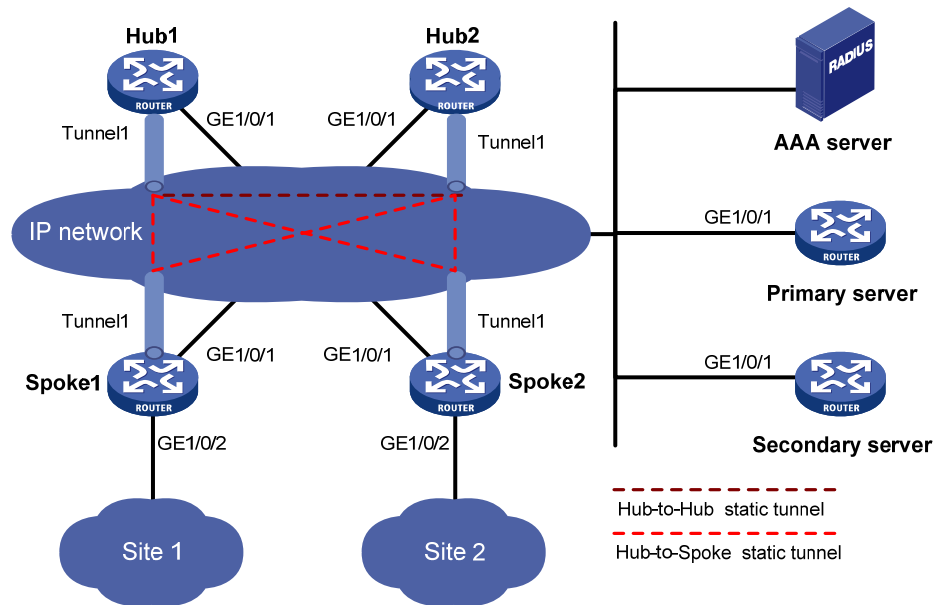 Hub1
Hub2
RADIUS
ROUTER
ROUTER
GE1/0/1
GE1/0/1
Tunnel1
Tunnel1
AAA server
IP network
GE1/0/1
ROUTER
Primary server
Tunnel1
Tunnel1
GE1/0/1
GE1/0/1
GE1/0/1
Spoke1
Spoke2
ROUTER
ROUTER
ROUTER
GE1/0/2
GE1/0/2
Secondary server
Hub-to-Hub static tunnel
Site 1
Site 2
Hub-to-Spoke static tunnel